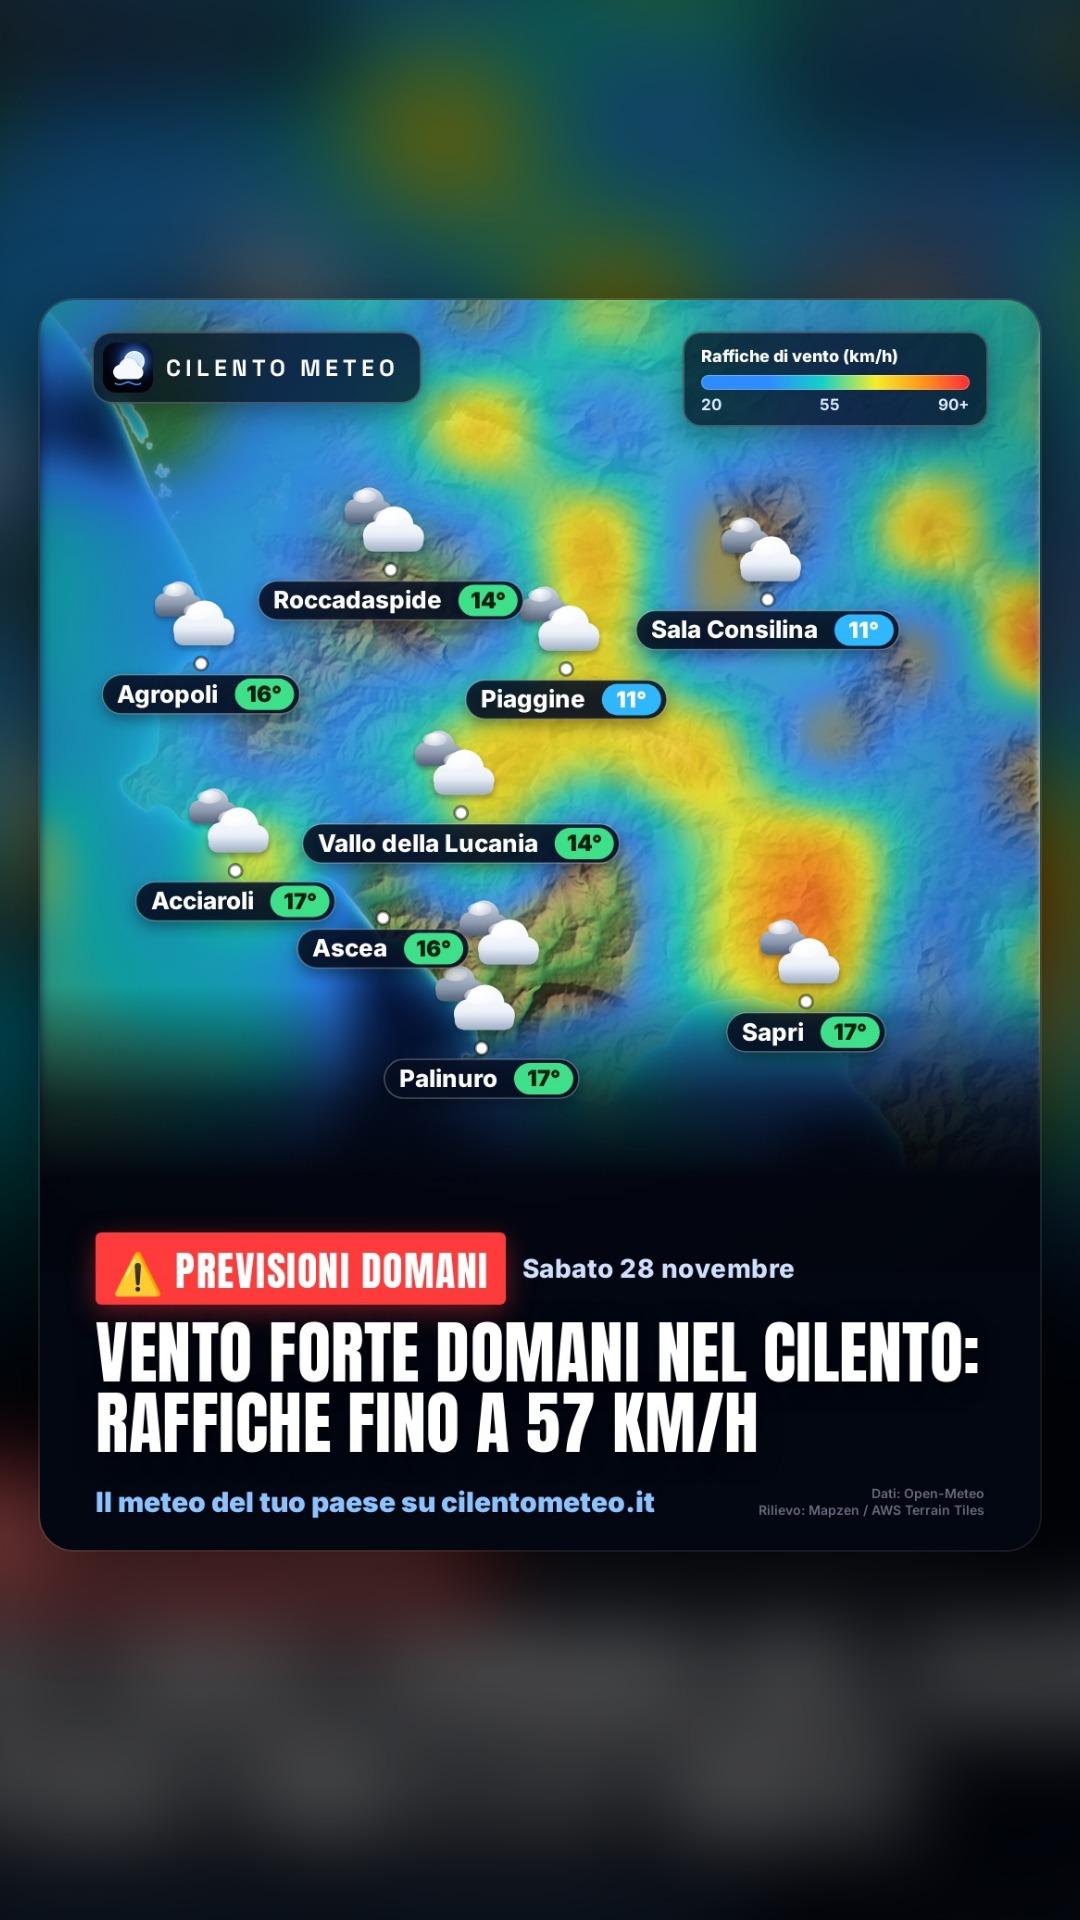 CILENTO METEO
Raffiche di vento (km/h)
20 55 90+
Roccadaspide 14°
Sala Consilina 11°
Agropoli 16°
Piaggine 11°
Vallo della Lucania 14°
Acciaroli 17°
Ascea 16°
Sapri 17°
Palinuro 17°
⚠️ PREVISIONI DOMANI
Sabato 28 novembre
VENTO FORTE DOMANI NEL CILENTO:
RAFFICHE FINO A 57 KM/H
Il meteo del tuo paese su cilentometeo.it
Dati: Open-Meteo
Rilievo: Mapzen / AWS Terrain Tiles